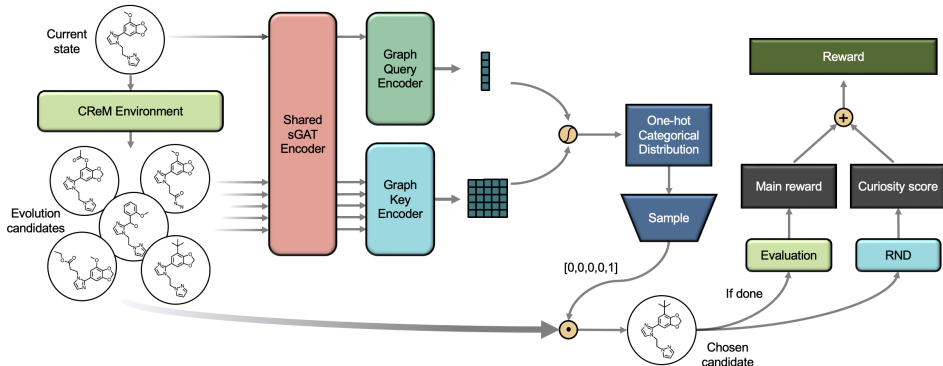 Current
state
CReM Environment
Evolution
candidates
Shared
sGAT
Encoder
Graph
Query
Encoder
Graph
Key
Encoder
One-hot
Categorical
Distribution
Sample
[0,0,0,0,1]
Reward
Main reward
Curiosity score
Evaluation
RND
If done
Chosen
candidate